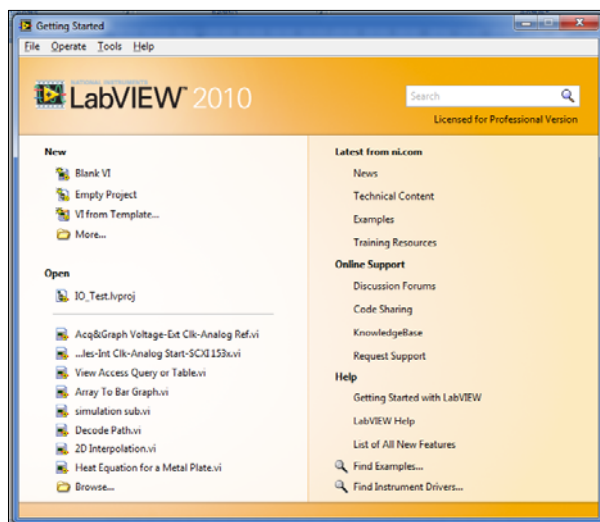 Getting Started
File Operate Tools Help
NATIONAL INSTRUMENTS
LabVIEW™ 2010
Search
Licensed for Professional Version
New
Blank VI
Empty Project
VI from Template...
More...
Open
IO_Test.lvproj
Acq&Graph Voltage-Ext Clk-Analog Ref.vi
...les-Int Clk-Analog Start-SCXI 153x.vi
View Access Query or Table.vi
Array To Bar Graph.vi
simulation sub.vi
Decode Path.vi
2D Interpolation.vi
Heat Equation for a Metal Plate.vi
Browse...
Latest from ni.com
News
Technical Content
Examples
Training Resources
Online Support
Discussion Forums
Code Sharing
KnowledgeBase
Request Support
Help
Getting Started with LabVIEW
LabVIEW Help
List of All New Features
Find Examples...
Find Instrument Drivers...